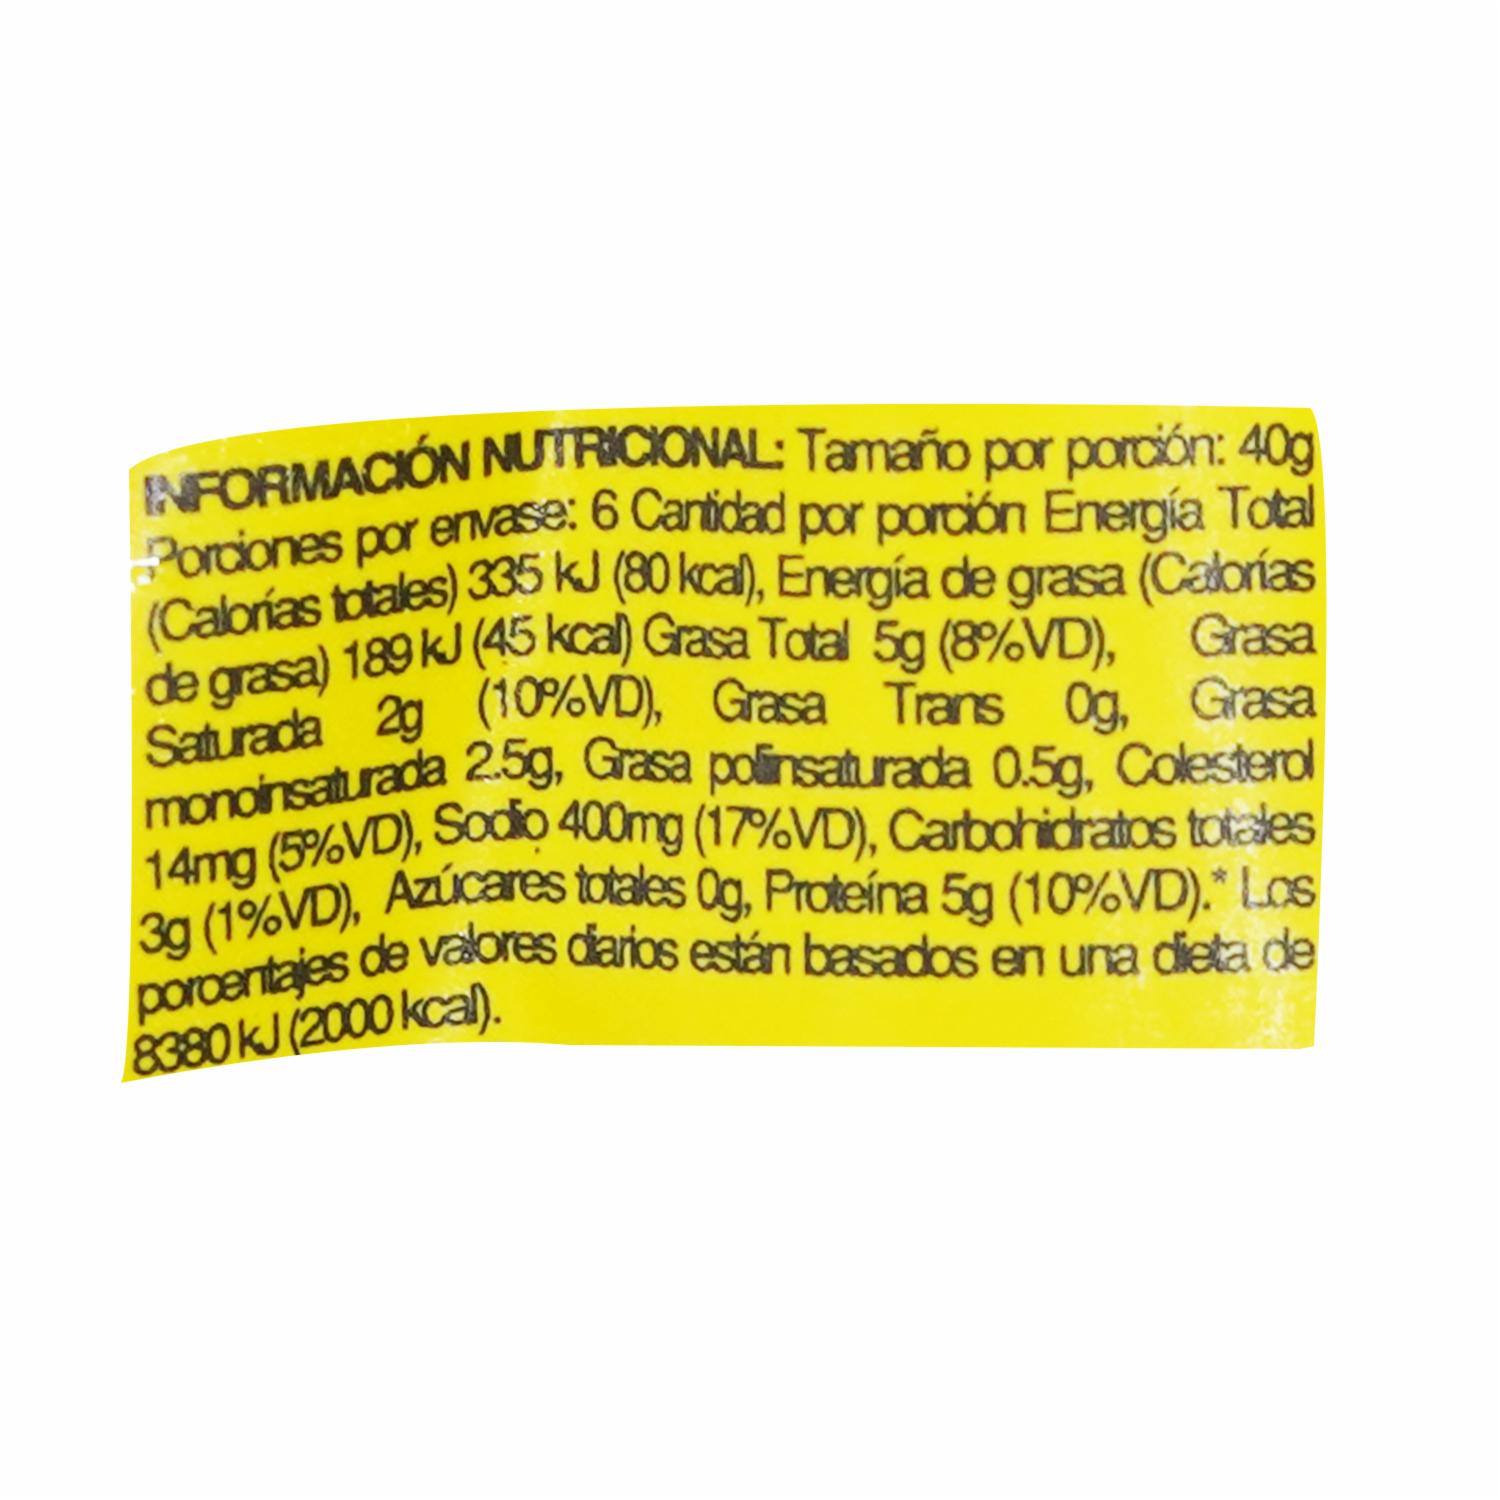 INFORMACIÓN NUTRICIONAL: Tamaño por porción: 40g
Porciones por envase: 6 Cantidad por porción Energía Total
(Calorías totales) 335 kJ (80 kcal), Energía de grasa (Calorías
de grasa) 189 kJ (45 kcal) Grasa Total 5g (8%VD), Grasa
Saturada 2g (10%VD), Grasa Trans 0g, Grasa
monoinsaturada 2.5g, Grasa polinsaturada 0.5g, Colesterol
14mg (5%VD), Sodio 400mg (17%VD), Carbohidratos totales
3g (1%VD), Azúcares totales 0g, Proteína 5g (10%VD).* Los
porcentajes de valores diarios están basados en una dieta de
8380 kJ (2000 kcal).